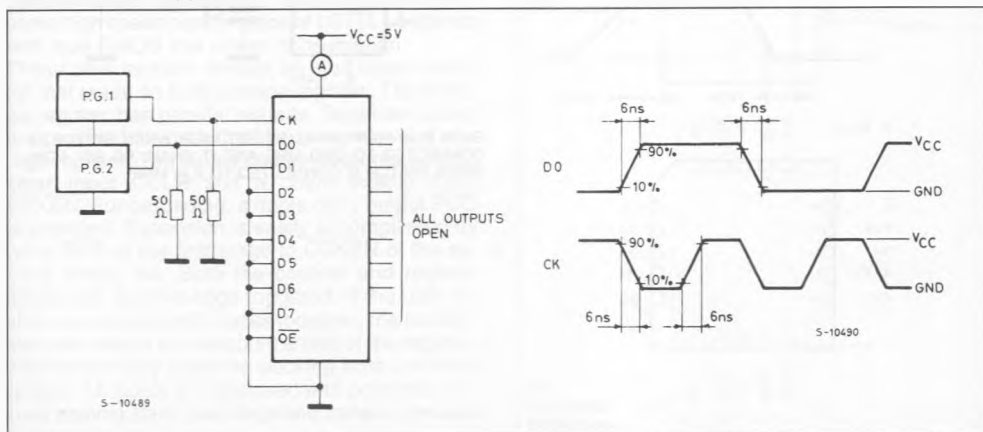 VCC=5V
A
P.G.1
P.G.2
CK
D0
D1
D2
D3
D4
D5
D6
D7
OE
50
Ω
50
Ω
ALL OUTPUTS
OPEN
S-10489
6ns
6ns
D0
90%
10%
VCC
GND
CK
90%
10%
VCC
GND
6ns
6ns
S-10490